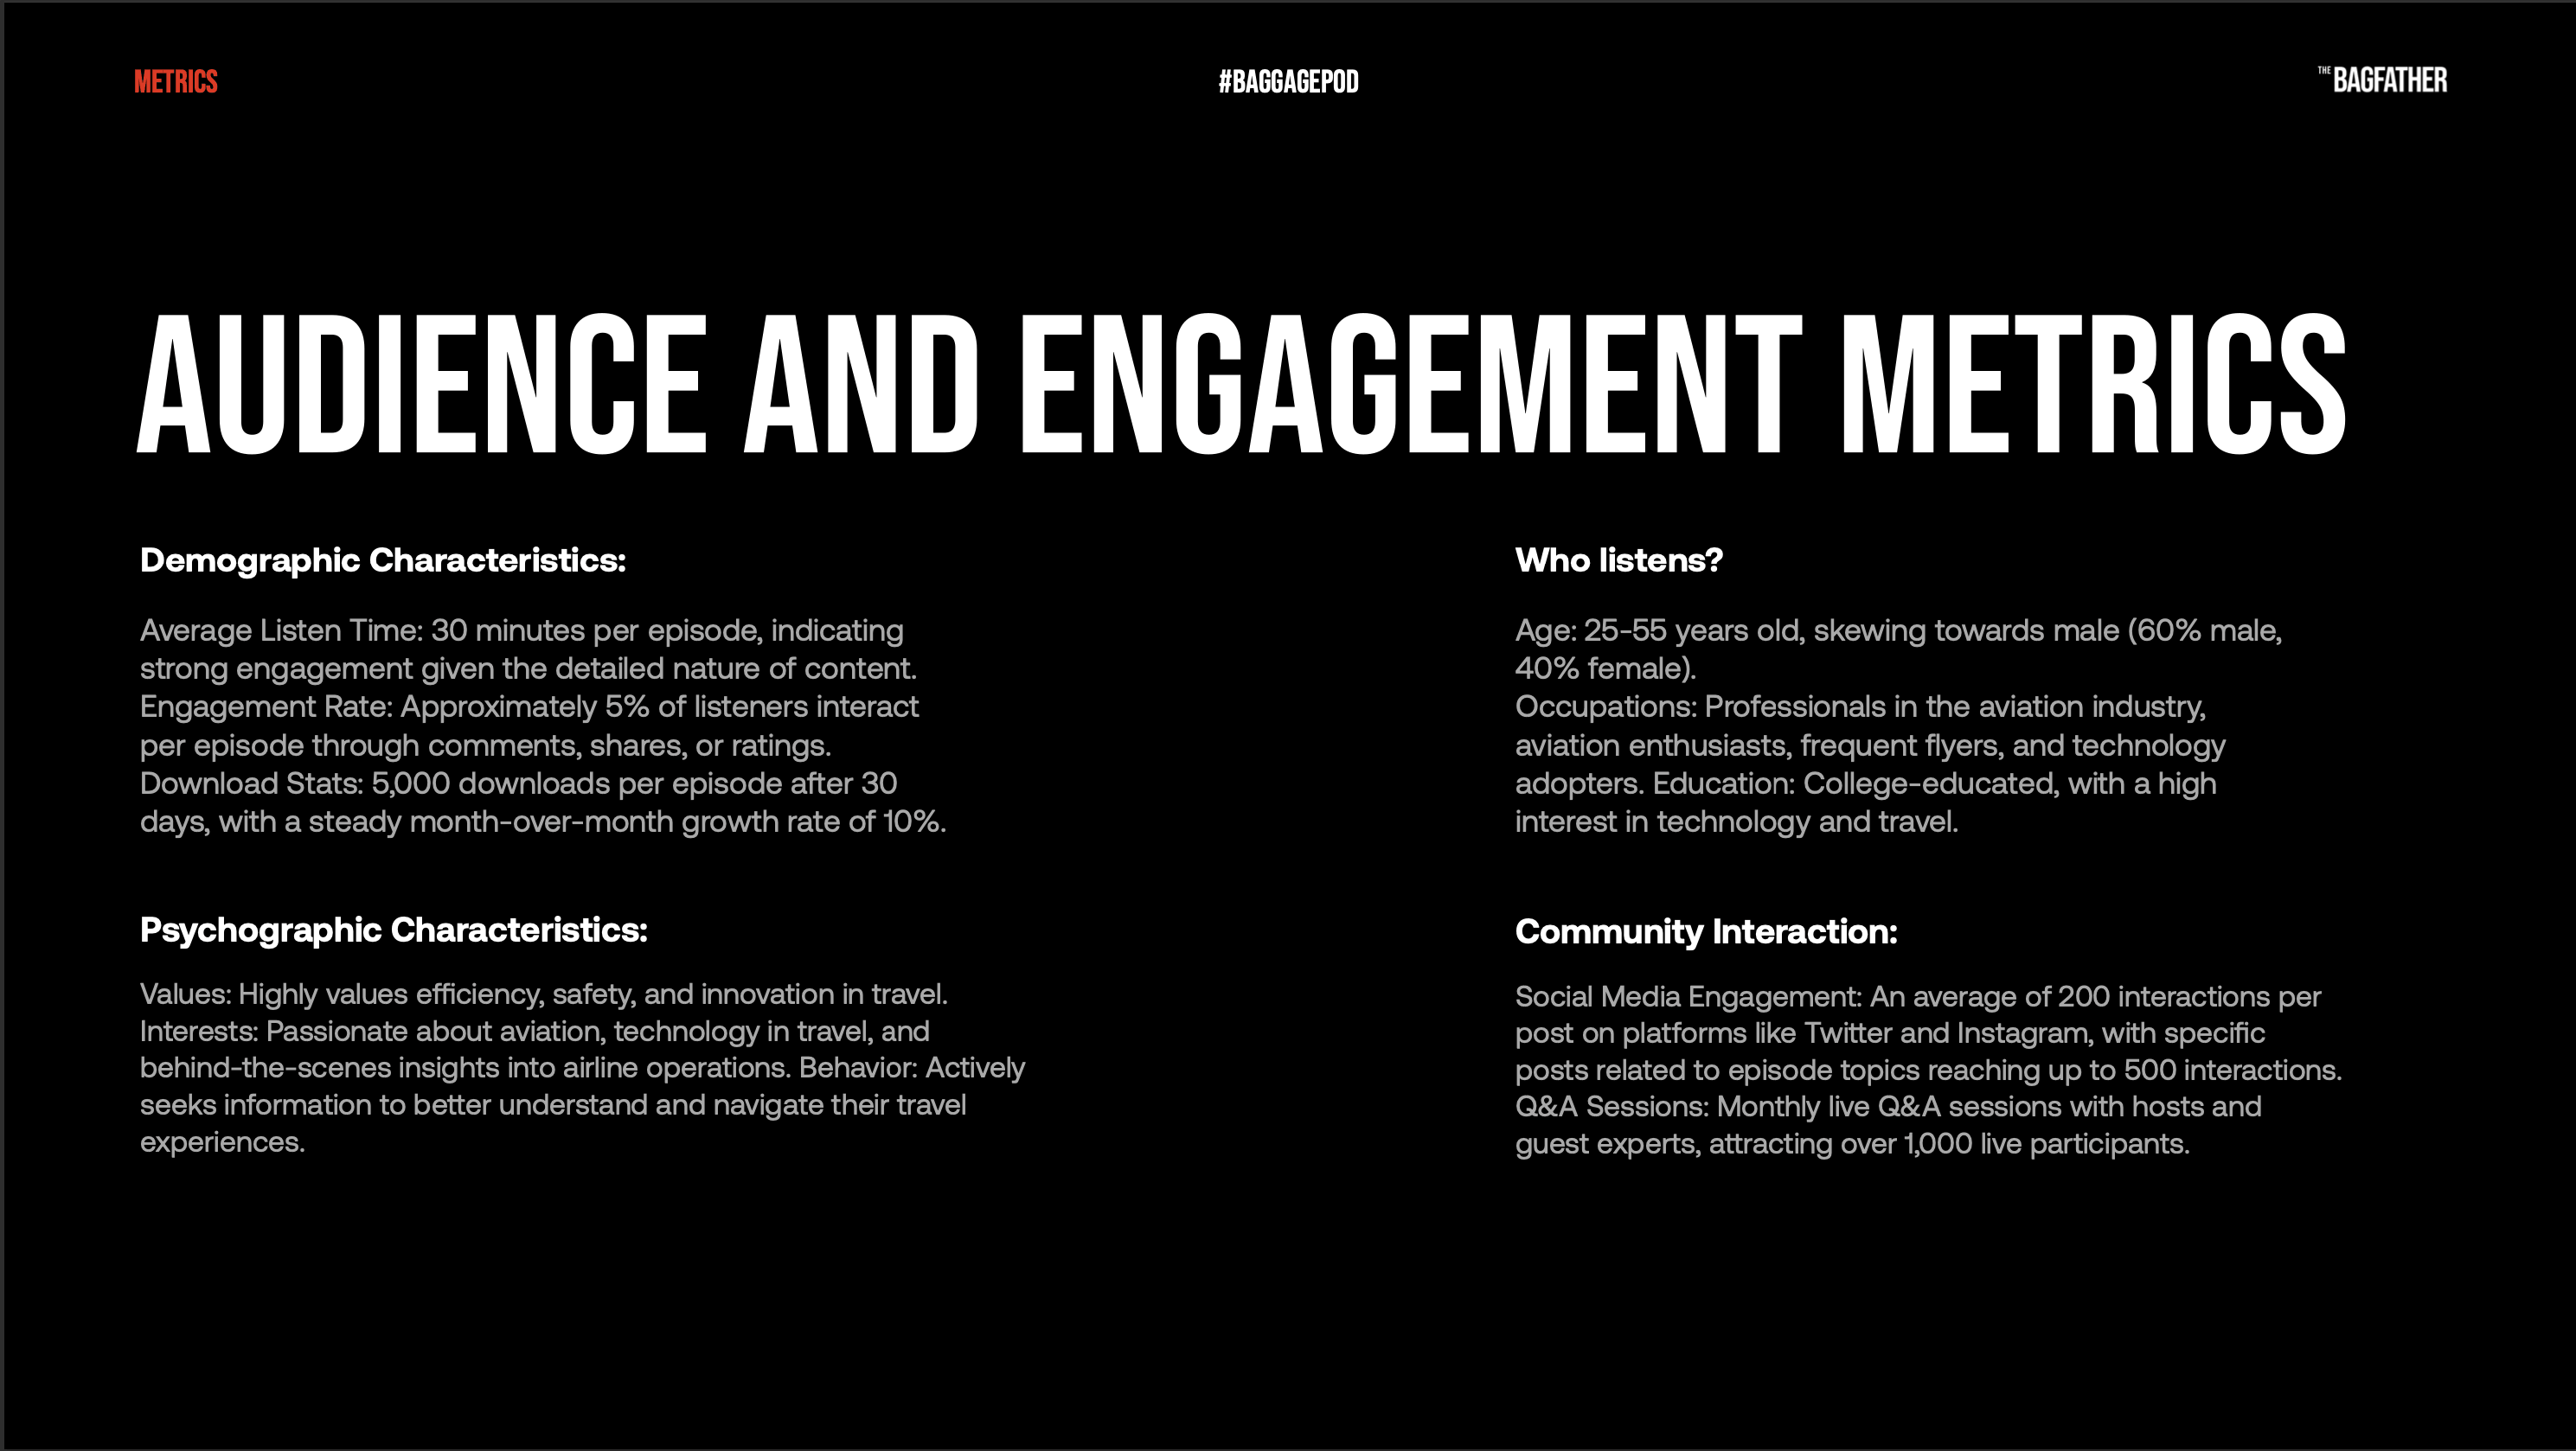 METRICS
#BAGGAGEPOD
THE BAGFATHER
AUDIENCE AND ENGAGEMENT METRICS
Demographic Characteristics:
Average Listen Time: 30 minutes per episode, indicating
strong engagement given the detailed nature of content.
Engagement Rate: Approximately 5% of listeners interact
per episode through comments, shares, or ratings.
Download Stats: 5,000 downloads per episode after 30
days, with a steady month-over-month growth rate of 10%.
Who listens?
Age: 25-55 years old, skewing towards male (60% male,
40% female).
Occupations: Professionals in the aviation industry,
aviation enthusiasts, frequent flyers, and technology
adopters. Education: College-educated, with a high
interest in technology and travel.
Psychographic Characteristics:
Values: Highly values efficiency, safety, and innovation in travel.
Interests: Passionate about aviation, technology in travel, and
behind-the-scenes insights into airline operations. Behavior: Actively
seeks information to better understand and navigate their travel
experiences.
Community Interaction:
Social Media Engagement: An average of 200 interactions per
post on platforms like Twitter and Instagram, with specific
posts related to episode topics reaching up to 500 interactions.
Q&A Sessions: Monthly live Q&A sessions with hosts and
guest experts, attracting over 1,000 live participants.